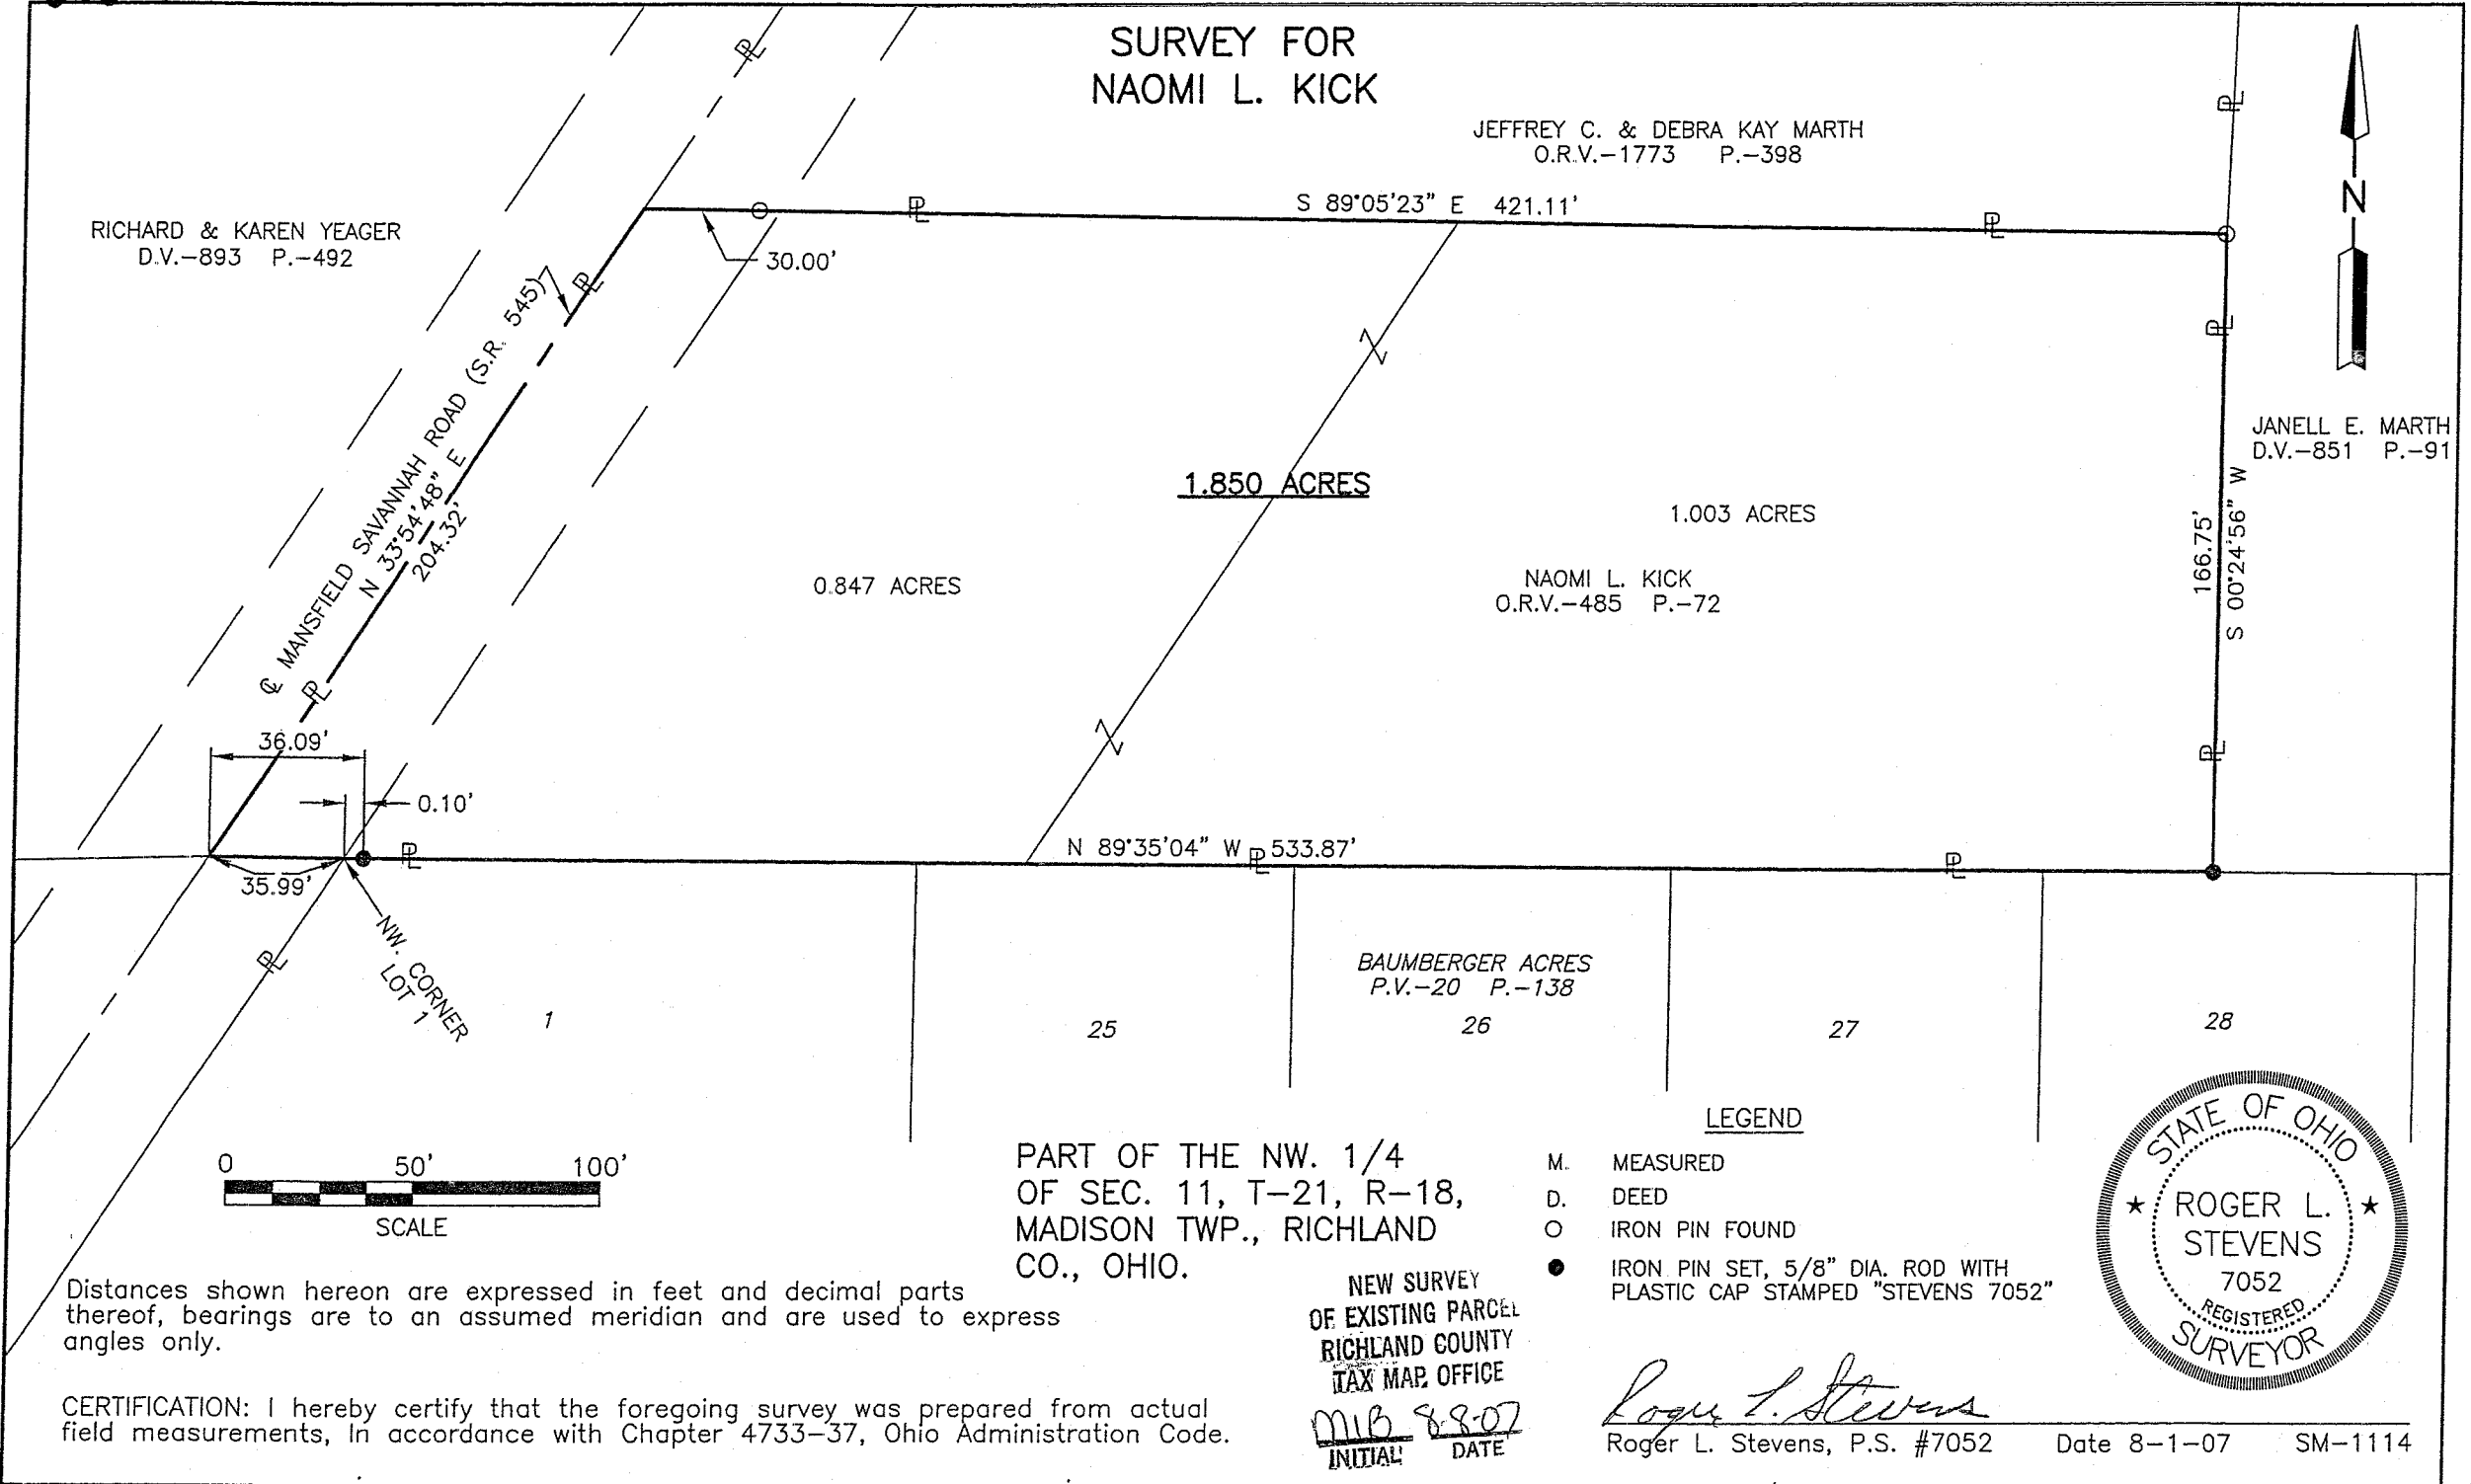 SURVEY FOR
NAOMI L. KICK
JEFFREY C. & DEBRA KAY MARTH
O.R.V.-1773 P.-398
RICHARD & KAREN YEAGER
D.V.-893 P.-492
S 89°05'23" E 421.11'
30.00'
N
℄ MANSFIELD SAVANNAH ROAD (S.R. 545)
N 33°54'48" E
204.32'
JANELL E. MARTH
D.V.-851 P.-91
1.850 ACRES
1.003 ACRES
166.75'
S 00°24'56" W
0.847 ACRES
NAOMI L. KICK
O.R.V.-485 P.-72
36.09'
0.10'
N 89°35'04" W 533.87'
35.99'
NW. CORNER
LOT 1
BAUMBERGER ACRES
P.V.-20 P.-138
1
25
26
27
28
0 50' 100'
SCALE
PART OF THE NW. 1/4
OF SEC. 11, T-21, R-18,
MADISON TWP., RICHLAND
CO., OHIO.
LEGEND
M. MEASURED
D. DEED
○ IRON PIN FOUND
● IRON PIN SET, 5/8" DIA. ROD WITH
PLASTIC CAP STAMPED "STEVENS 7052"
STATE OF OHIO
★ ROGER L. ★
STEVENS
7052
REGISTERED
SURVEYOR
Distances shown hereon are expressed in feet and decimal parts
thereof, bearings are to an assumed meridian and are used to express
angles only.
NEW SURVEY
OF EXISTING PARCEL
RICHLAND COUNTY
TAX MAP OFFICE
MIB 8-8-07
INITIAL DATE
CERTIFICATION: I hereby certify that the foregoing survey was prepared from actual
field measurements, In accordance with Chapter 4733-37, Ohio Administration Code.
Roger L. Stevens
Roger L. Stevens, P.S. #7052 Date 8-1-07 SM-1114